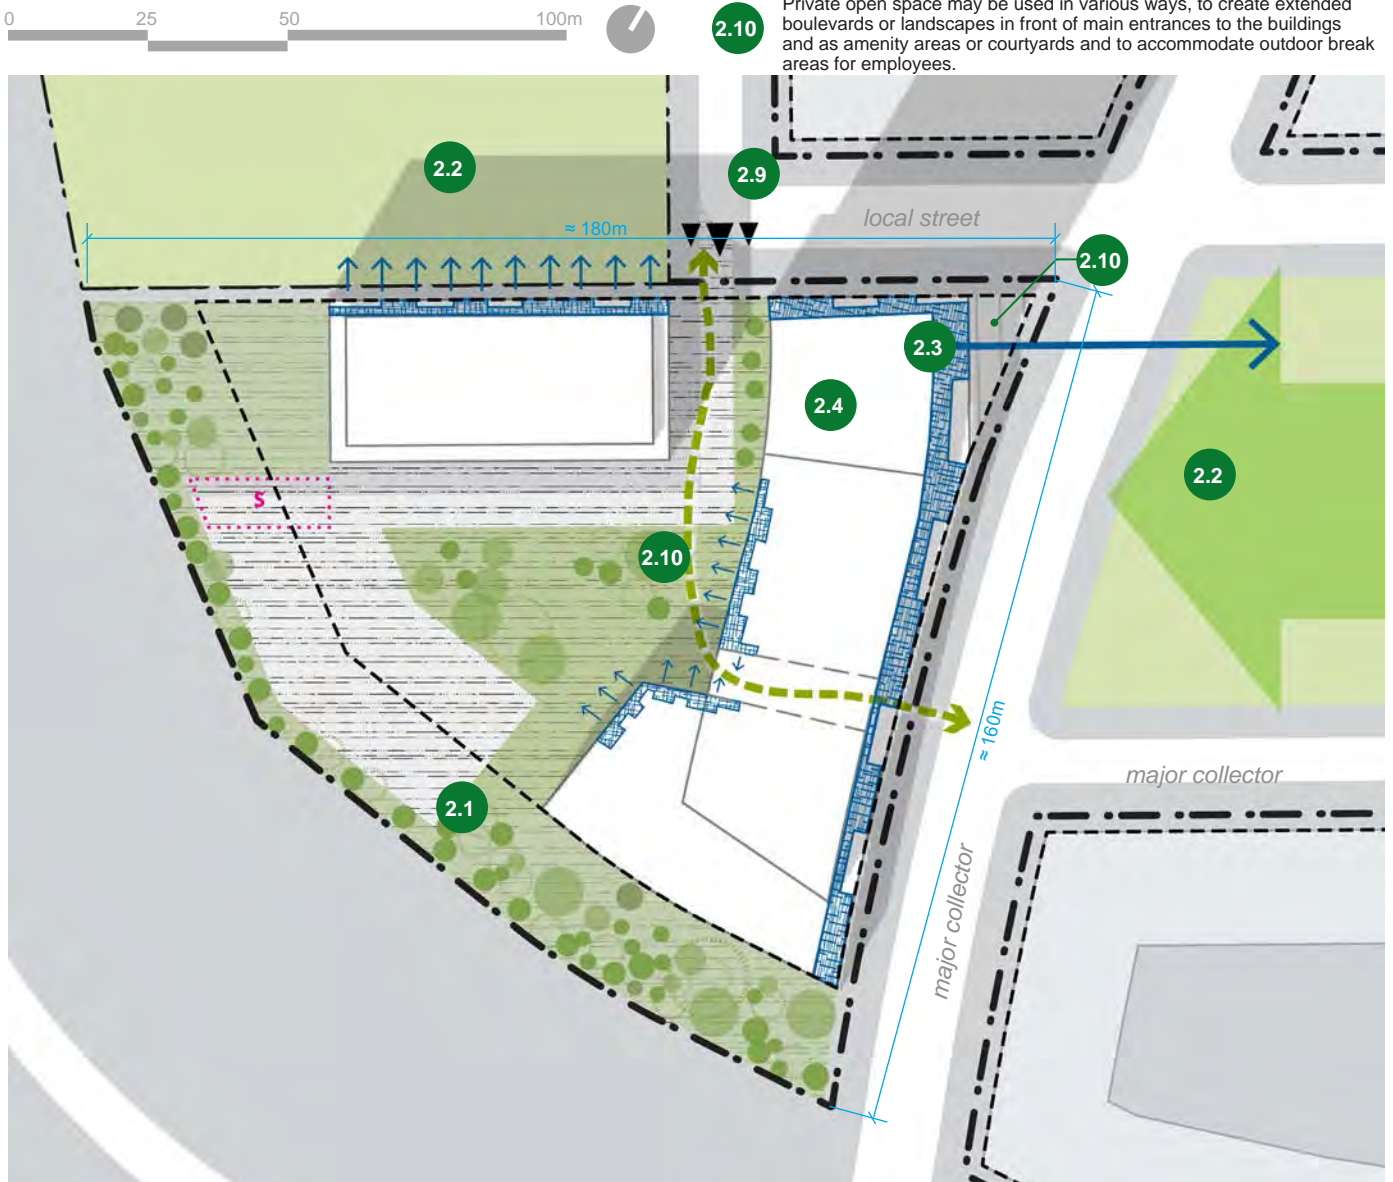 0 25 50 100m
2.10
Private open space may be used in various ways, to create extended
boulevards or landscapes in front of main entrances to the buildings
and as amenity areas or courtyards and to accommodate outdoor break
areas for employees.
2.2
2.9
local street
≈ 180m
2.10
2.3
2.4
2.2
S
2.10
≈ 160m
major collector
2.1
major collector